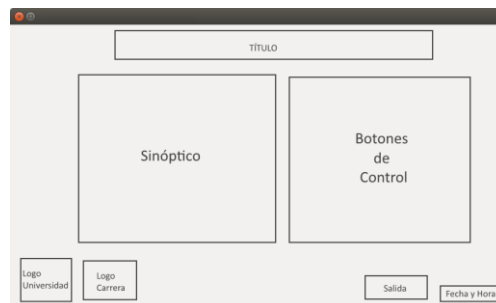 TÍTULO
Sinóptico
Botones
de
Control
Logo
Universidad
Logo
Carrera
Salida
Fecha y Hora